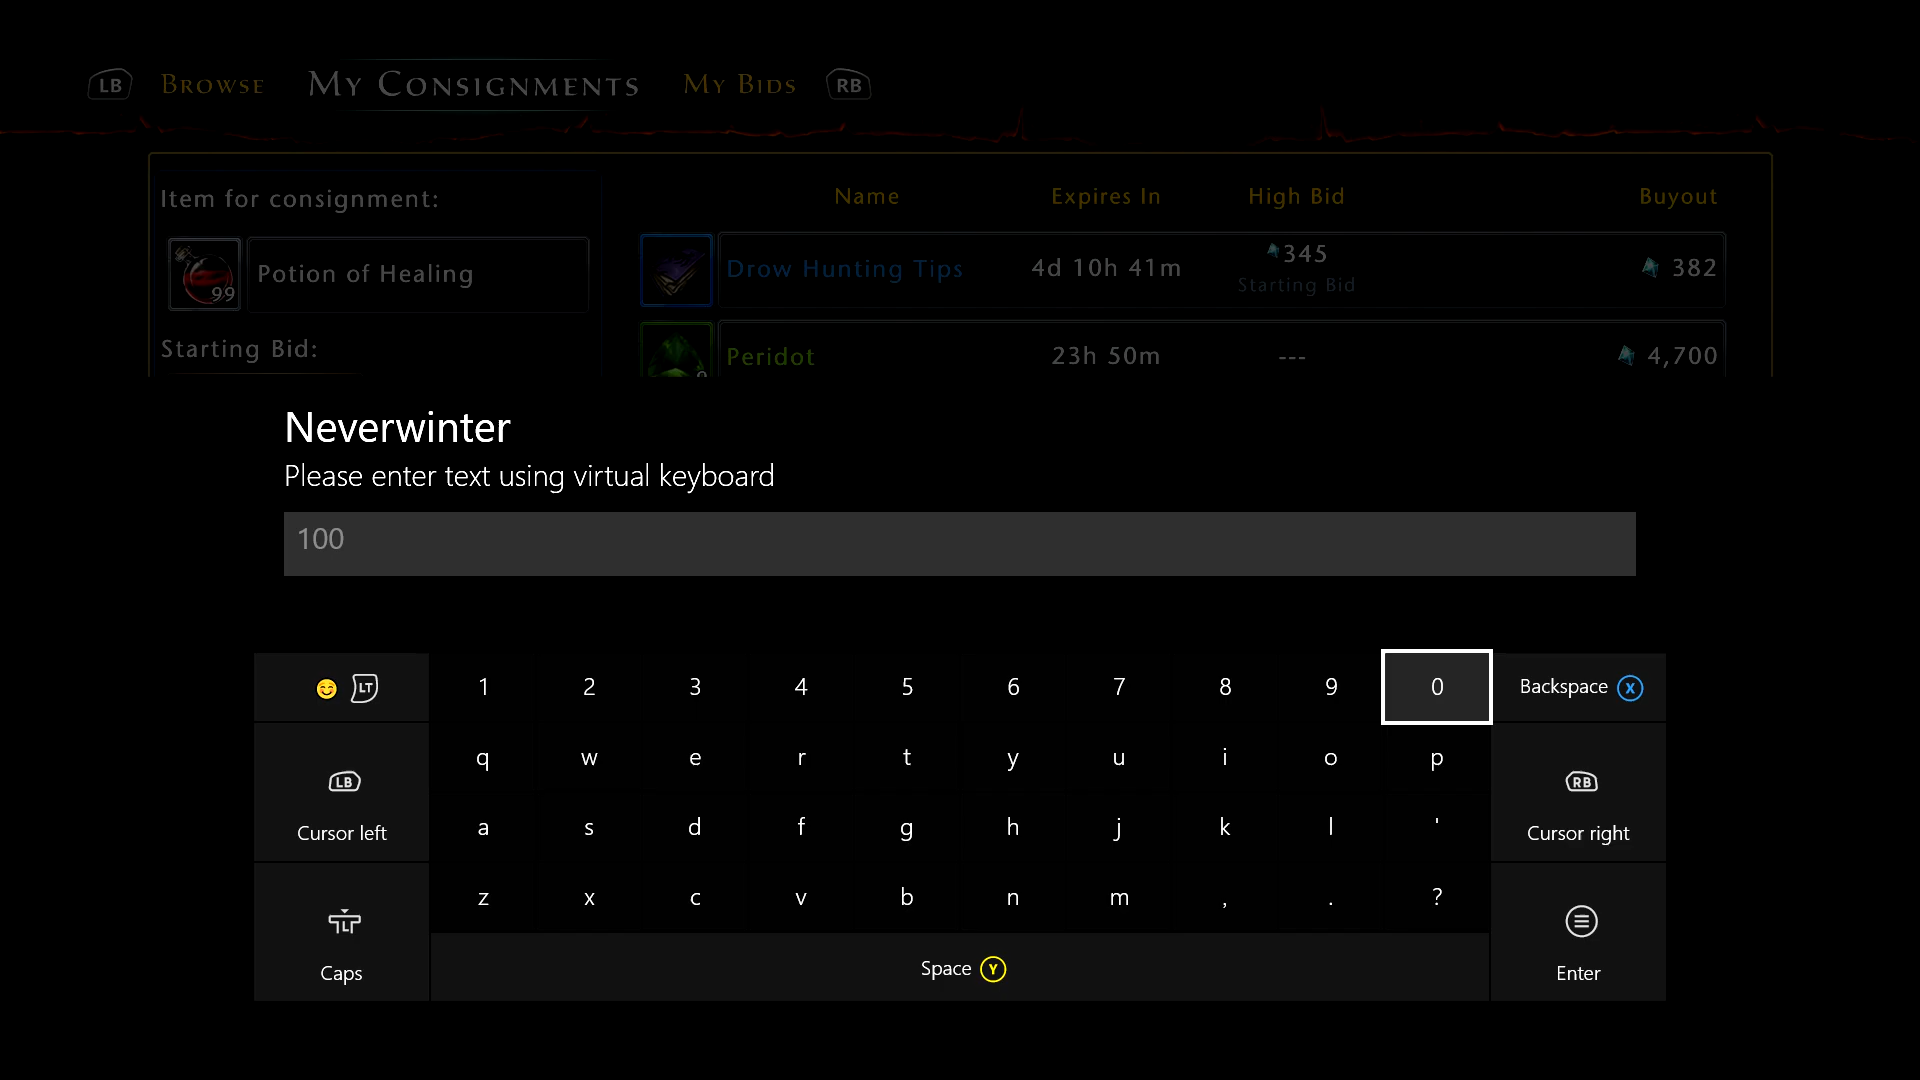 LB Browse My Consignments My Bids RB
Item for consignment:
Name Expires In High Bid Buyout
99 Potion of Healing
Drow Hunting Tips 4d 10h 41m 345 382
Starting Bid
Starting Bid:
Peridot 23h 50m --- 4,700
Neverwinter
Please enter text using virtual keyboard
100
LT 1 2 3 4 5 6 7 8 9 0 Backspace X
q w e r t y u i o p
LB RB
Cursor left a s d f g h j k l ' Cursor right
z x c v b n m , . ?
LT
Caps Space Y Enter